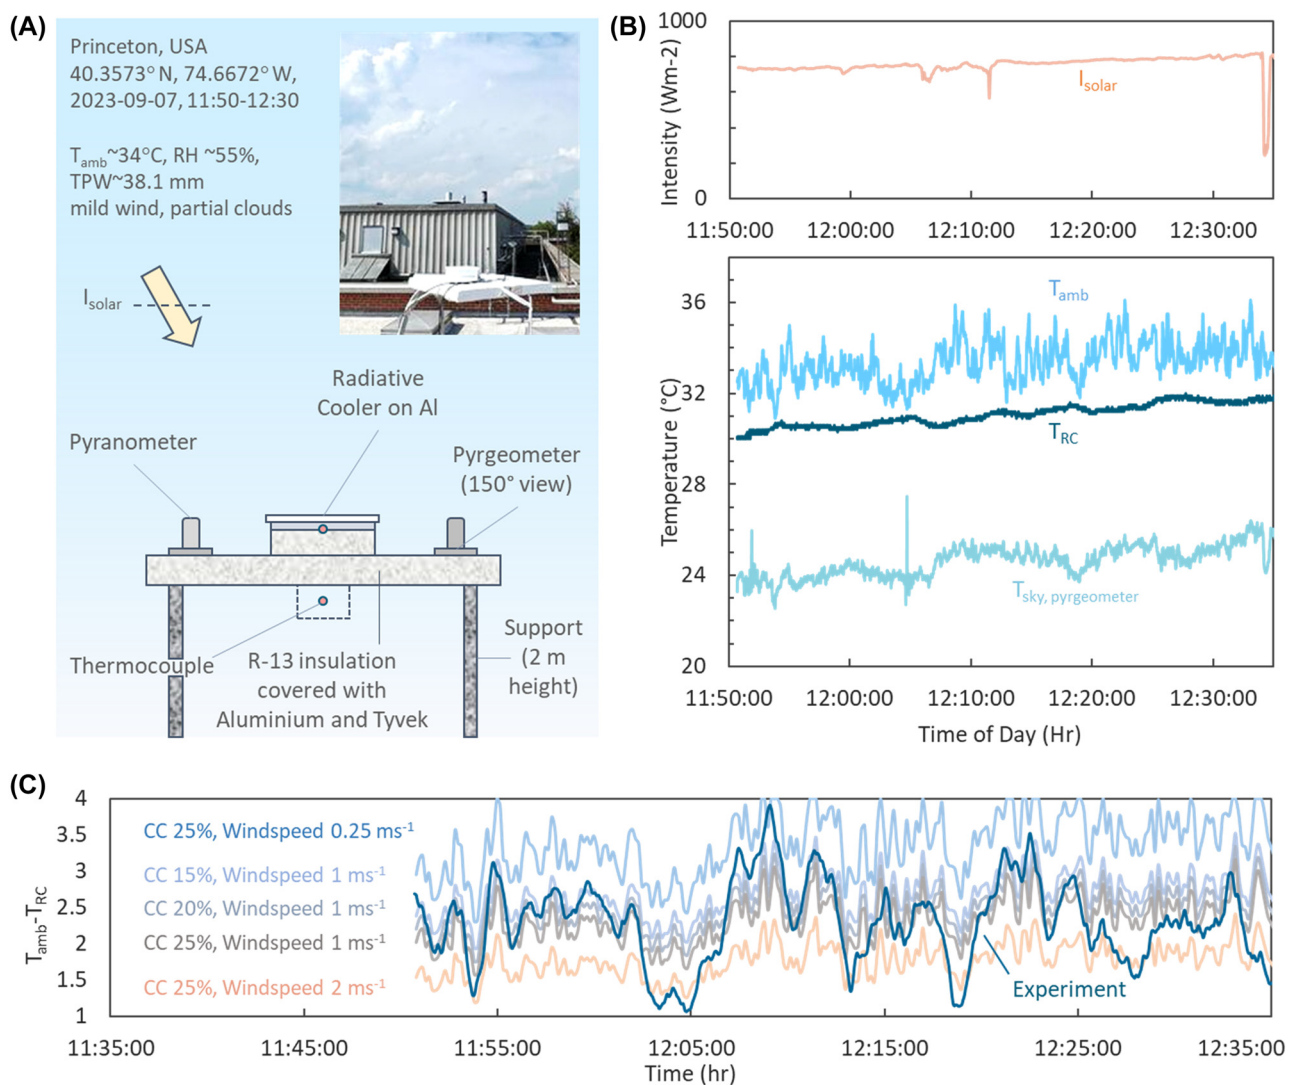 (A)
Princeton, USA
40.3573° N, 74.6672° W,
2023-09-07, 11:50-12:30
T_amb~34°C, RH ~55%,
TPW~38.1 mm
mild wind, partial clouds
I_solar
Radiative
Cooler on Al
Pyranometer
Pyrgeometer
(150° view)
Thermocouple
R-13 insulation
covered with
Aluminium and Tyvek
Support
(2 m
height)
(B)
Intensity (Wm-2)
1000
0
I_solar
11:50:00 12:00:00 12:10:00 12:20:00 12:30:00
Temperature (°C)
36
32
28
24
20
T_amb
T_RC
T_sky, pyrgeometer
11:50:00 12:00:00 12:10:00 12:20:00 12:30:00
Time of Day (Hr)
(C)
T_amb-T_RC
4
3.5
3
2.5
2
1.5
1
CC 25%, Windspeed 0.25 ms⁻¹
CC 15%, Windspeed 1 ms⁻¹
CC 20%, Windspeed 1 ms⁻¹
CC 25%, Windspeed 1 ms⁻¹
CC 25%, Windspeed 2 ms⁻¹
Experiment
11:35:00 11:45:00 11:55:00 12:05:00 12:15:00 12:25:00 12:35:00
Time (hr)